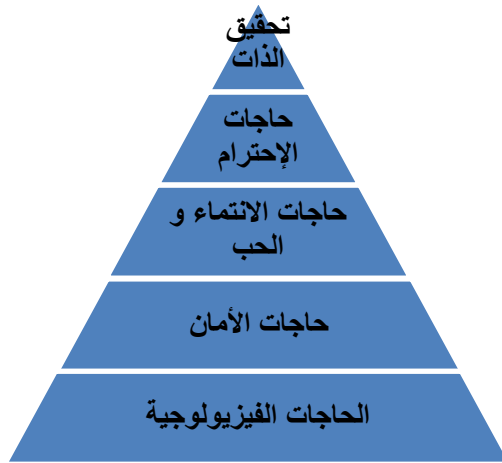 تحقيق
الذات
حاجات
الإحترام
حاجات الانتماء و
الحب
حاجات الأمان
الحاجات الفيزيولوجية